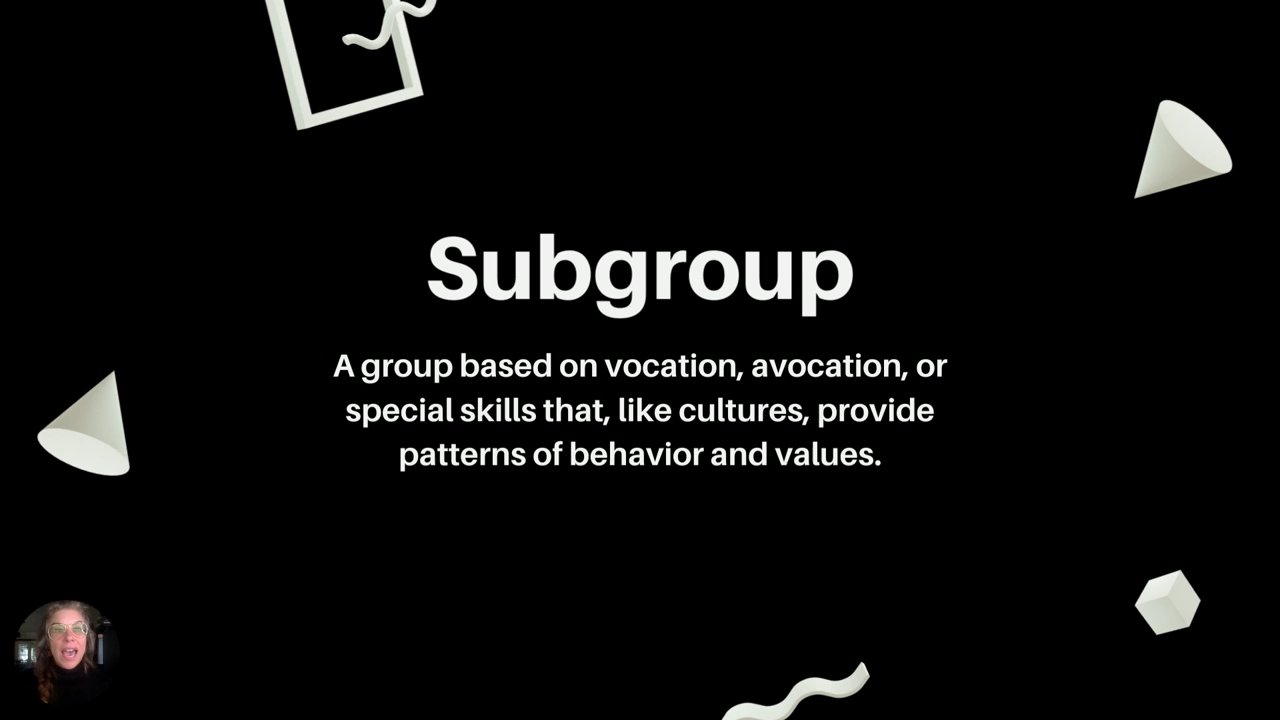 Subgroup
A group based on vocation, avocation, or
special skills that, like cultures, provide
patterns of behavior and values.